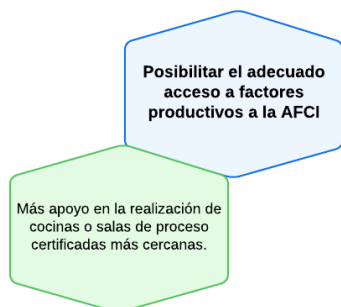 Posibilitar el adecuado
acceso a factores
productivos a la AFCI
Más apoyo en la realización de
cocinas o salas de proceso
certificadas más cercanas.